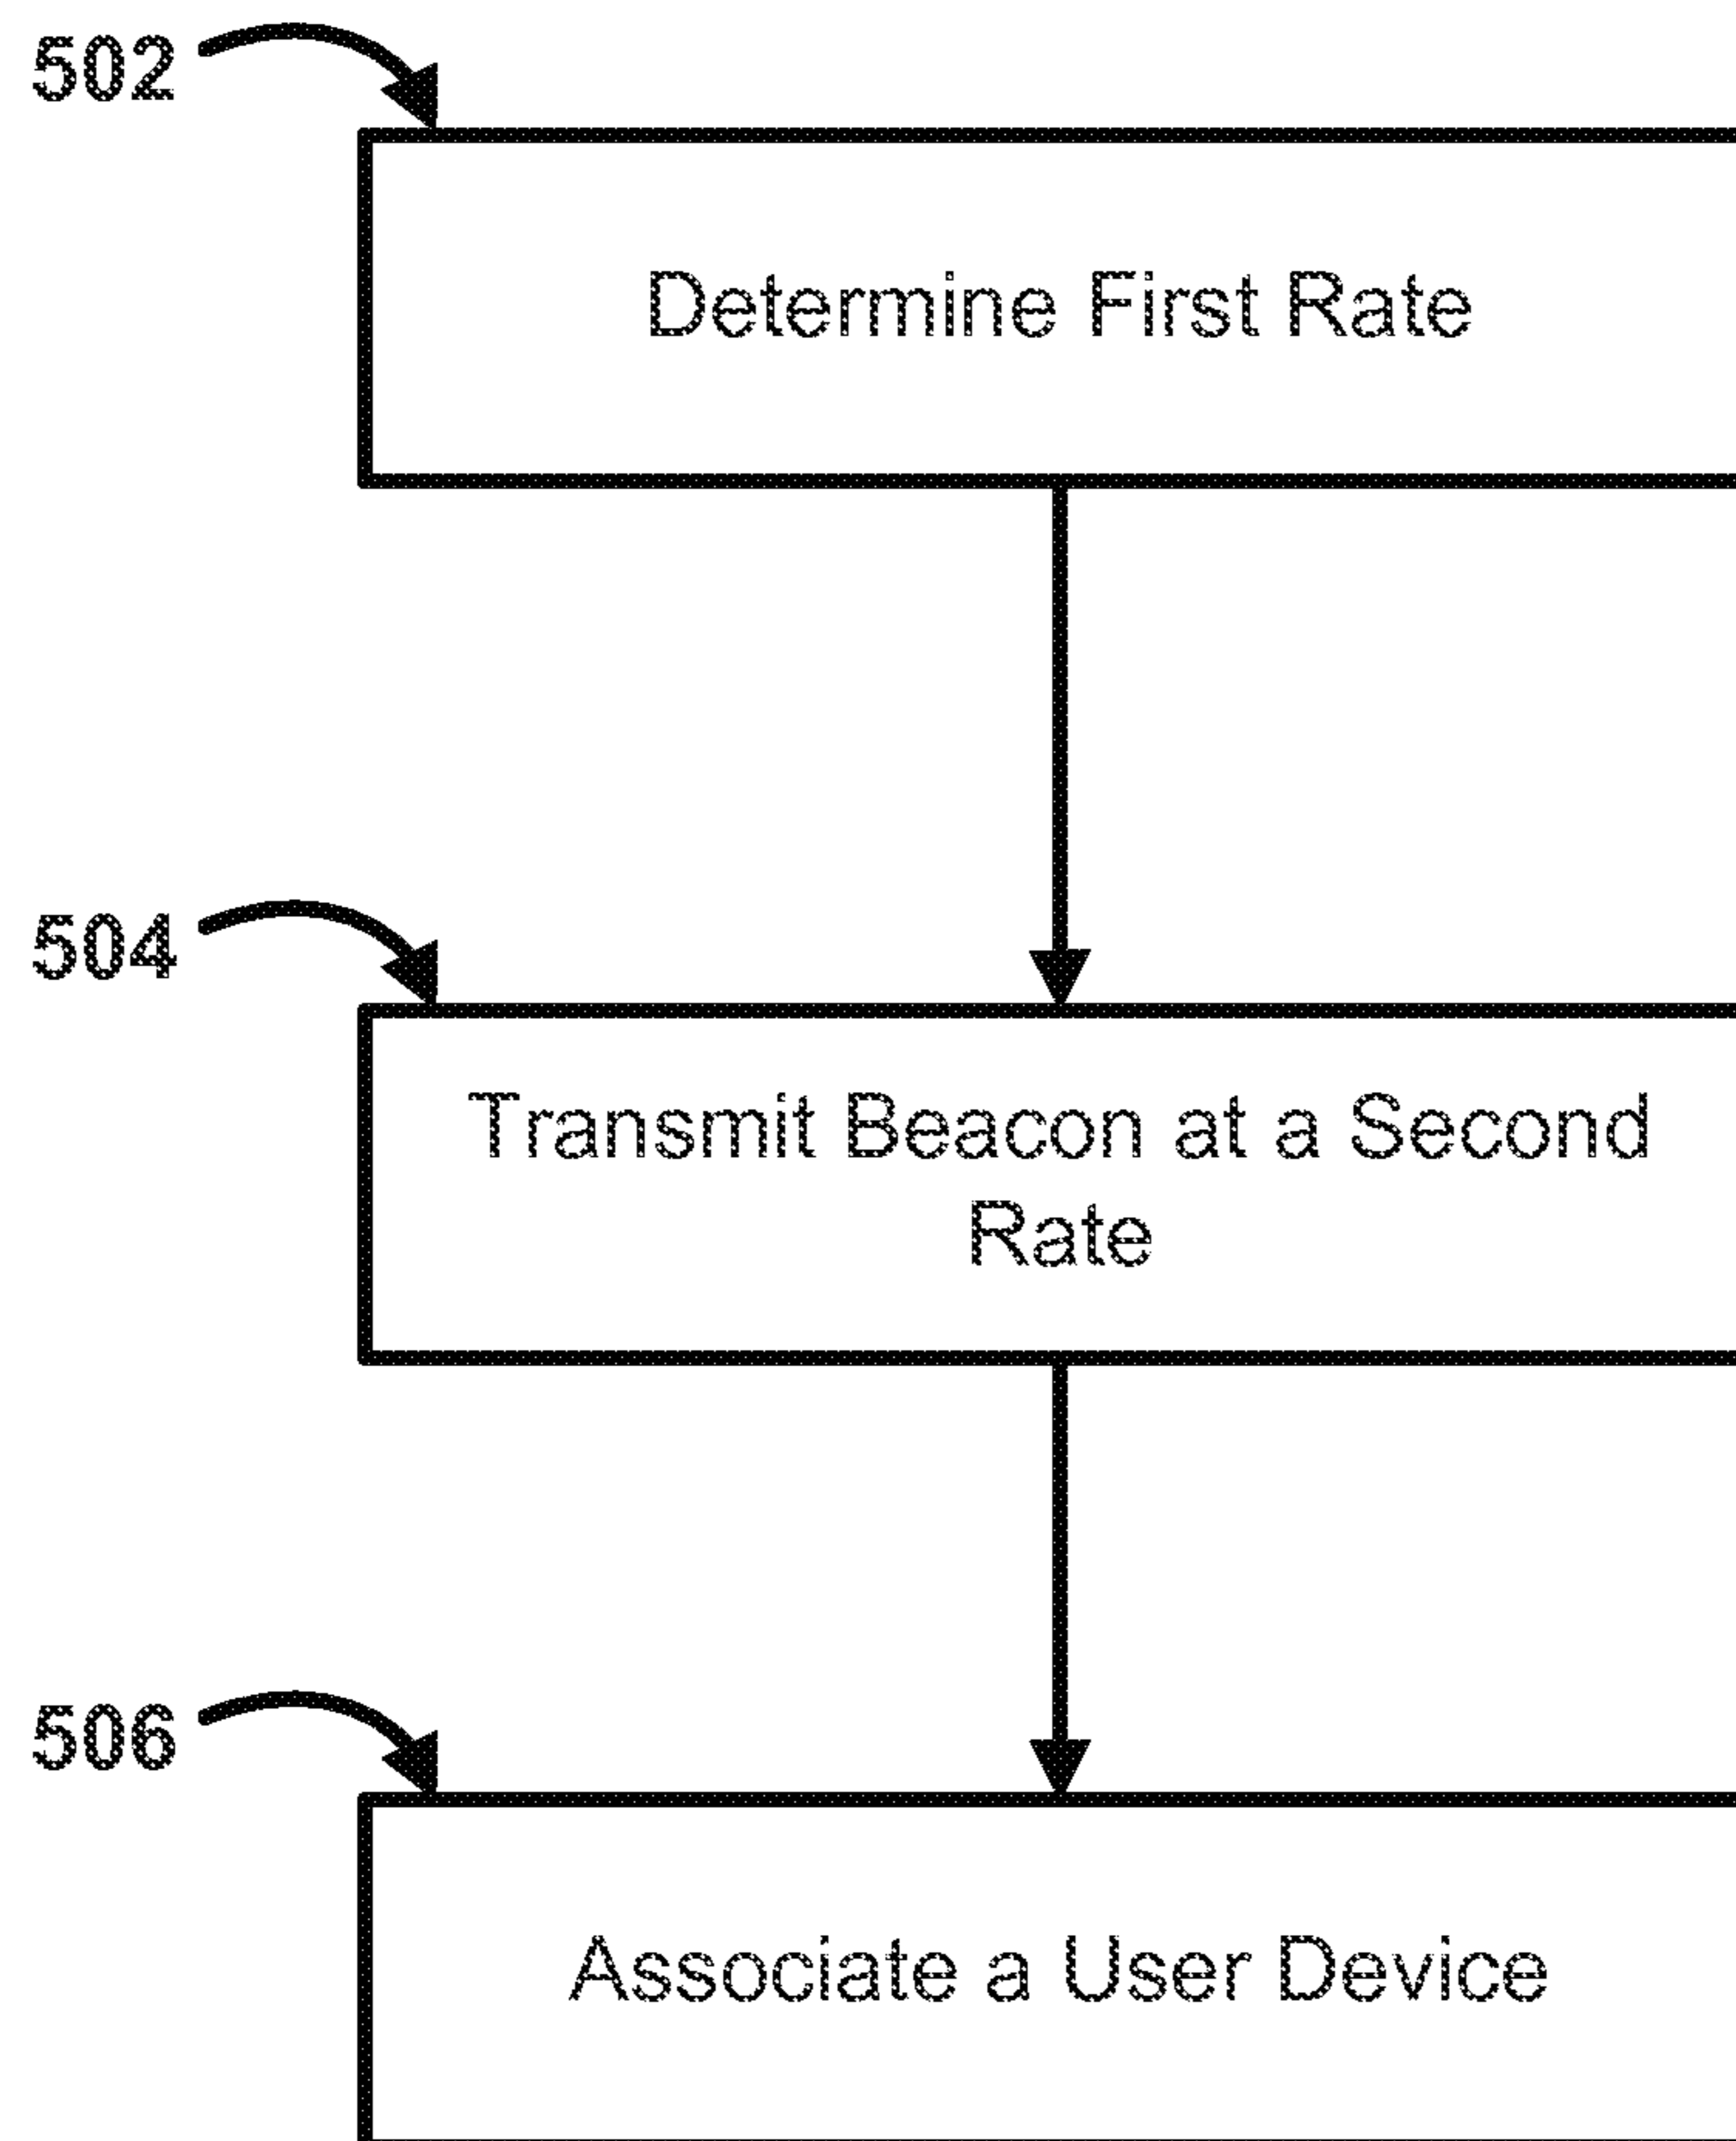 502
Determine First Rate
504
Transmit Beacon at a Second
Rate
506
Associate a User Device